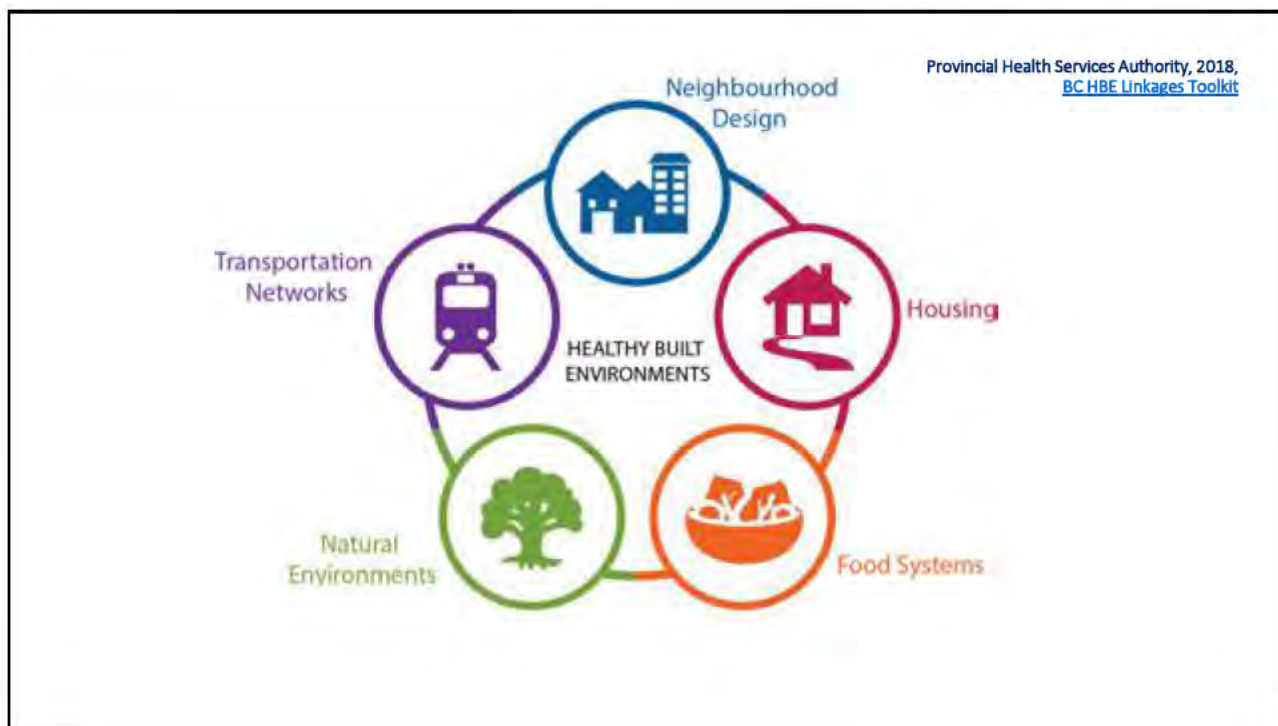 Provincial Health Services Authority, 2018,
BC HBE Linkages Toolkit
Neighbourhood
Design
Transportation
Networks
Housing
HEALTHY BUILT
ENVIRONMENTS
Natural
Environments
Food Systems